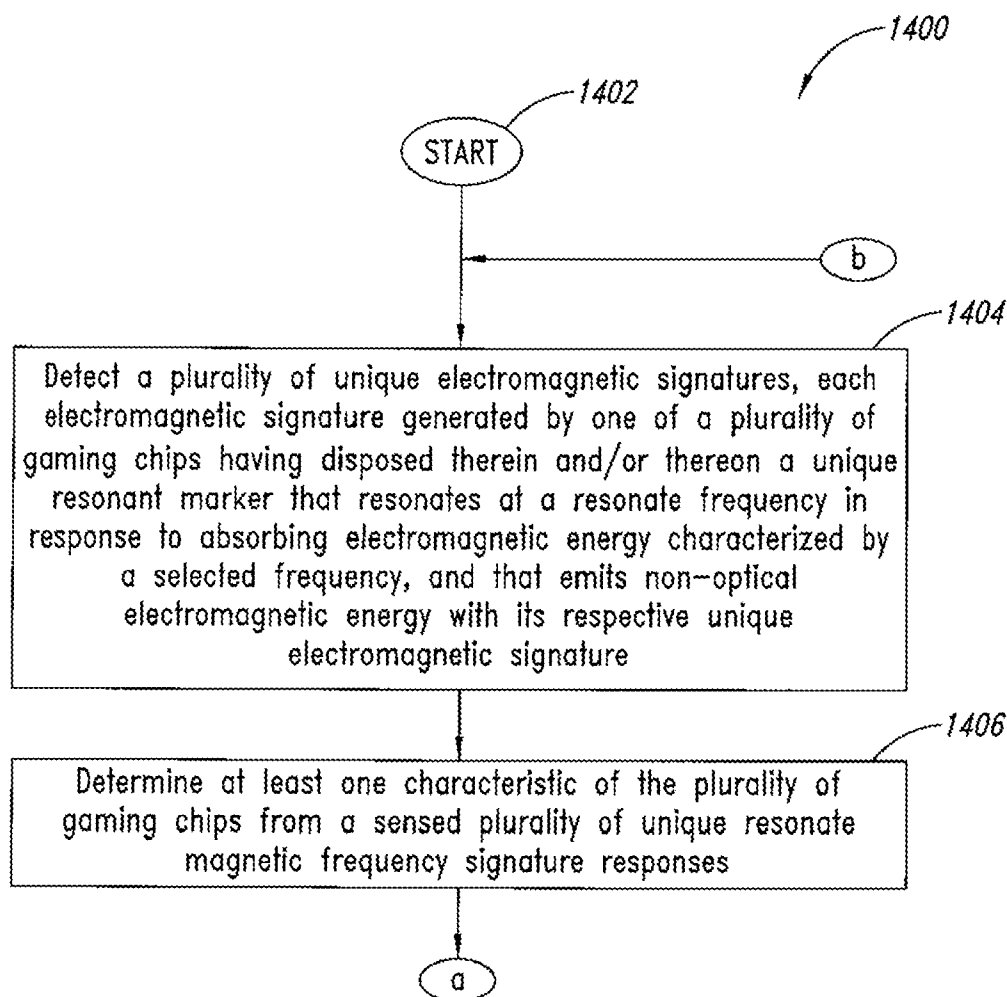 1400
1402
START
b
1404
Detect a plurality of unique electromagnetic signatures, each
electromagnetic signature generated by one of a plurality of
gaming chips having disposed therein and/or thereon a unique
resonant marker that resonates at a resonate frequency in
response to absorbing electromagnetic energy characterized by
a selected frequency, and that emits non-optical
electromagnetic energy with its respective unique
electromagnetic signature
1406
Determine at least one characteristic of the plurality of
gaming chips from a sensed plurality of unique resonate
magnetic frequency signature responses
a